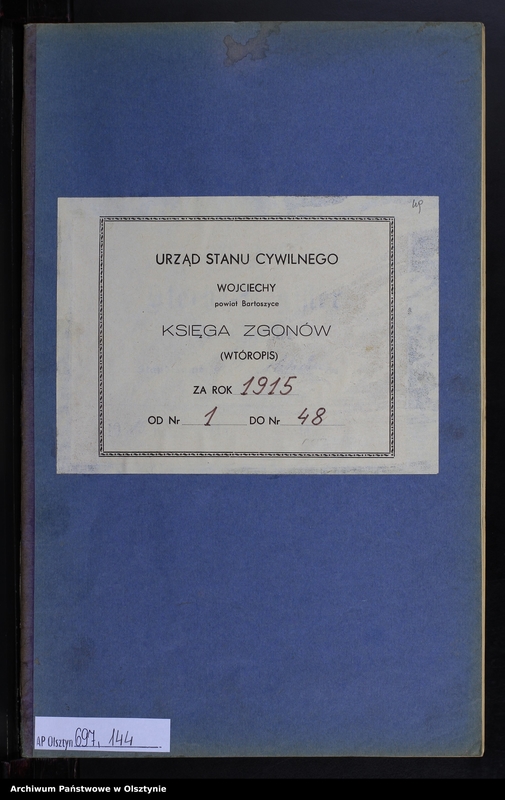 URZĄD STANU CYWILNEGO
WOJCIECHY
powiat Bartoszyce
KSIĘGA ZGONÓW
(WTÓROPIS)
ZA ROK 1915
OD Nr 1 DO Nr 48
AP Olsztyn 697, 144
Archiwum Państwowe w Olsztynie